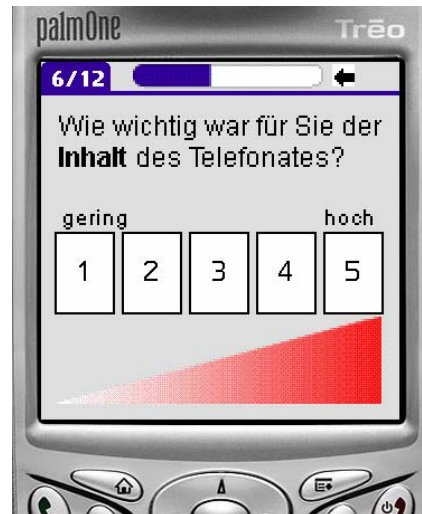 palmOne Trēo
6/12
Wie wichtig war für Sie der
Inhalt des Telefonates?
gering hoch
1 2 3 4 5